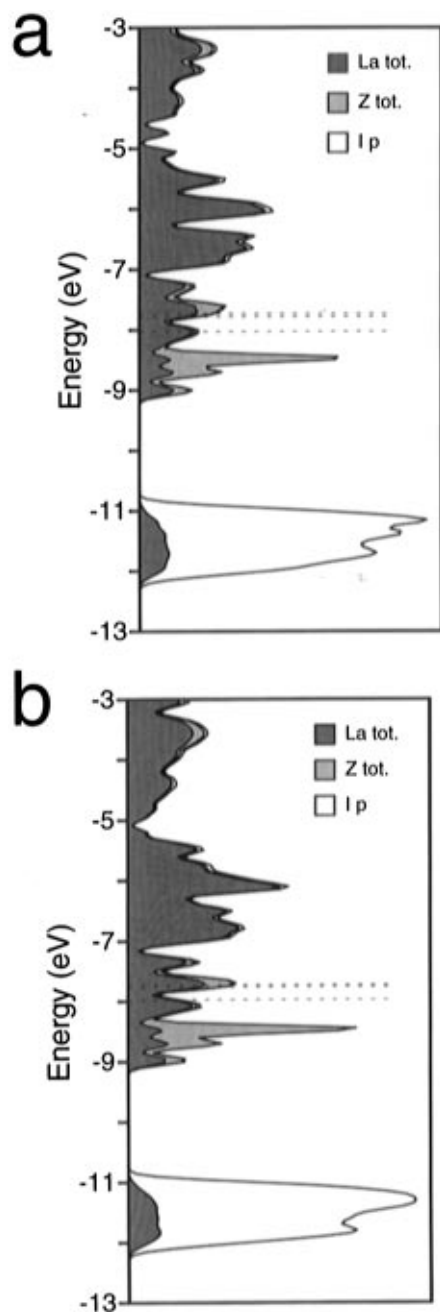 a
-3
-5
-7
-9
-11
-13
Energy (eV)
La tot.
Z tot.
I p
b
-3
-5
-7
-9
-11
-13
Energy (eV)
La tot.
Z tot.
I p